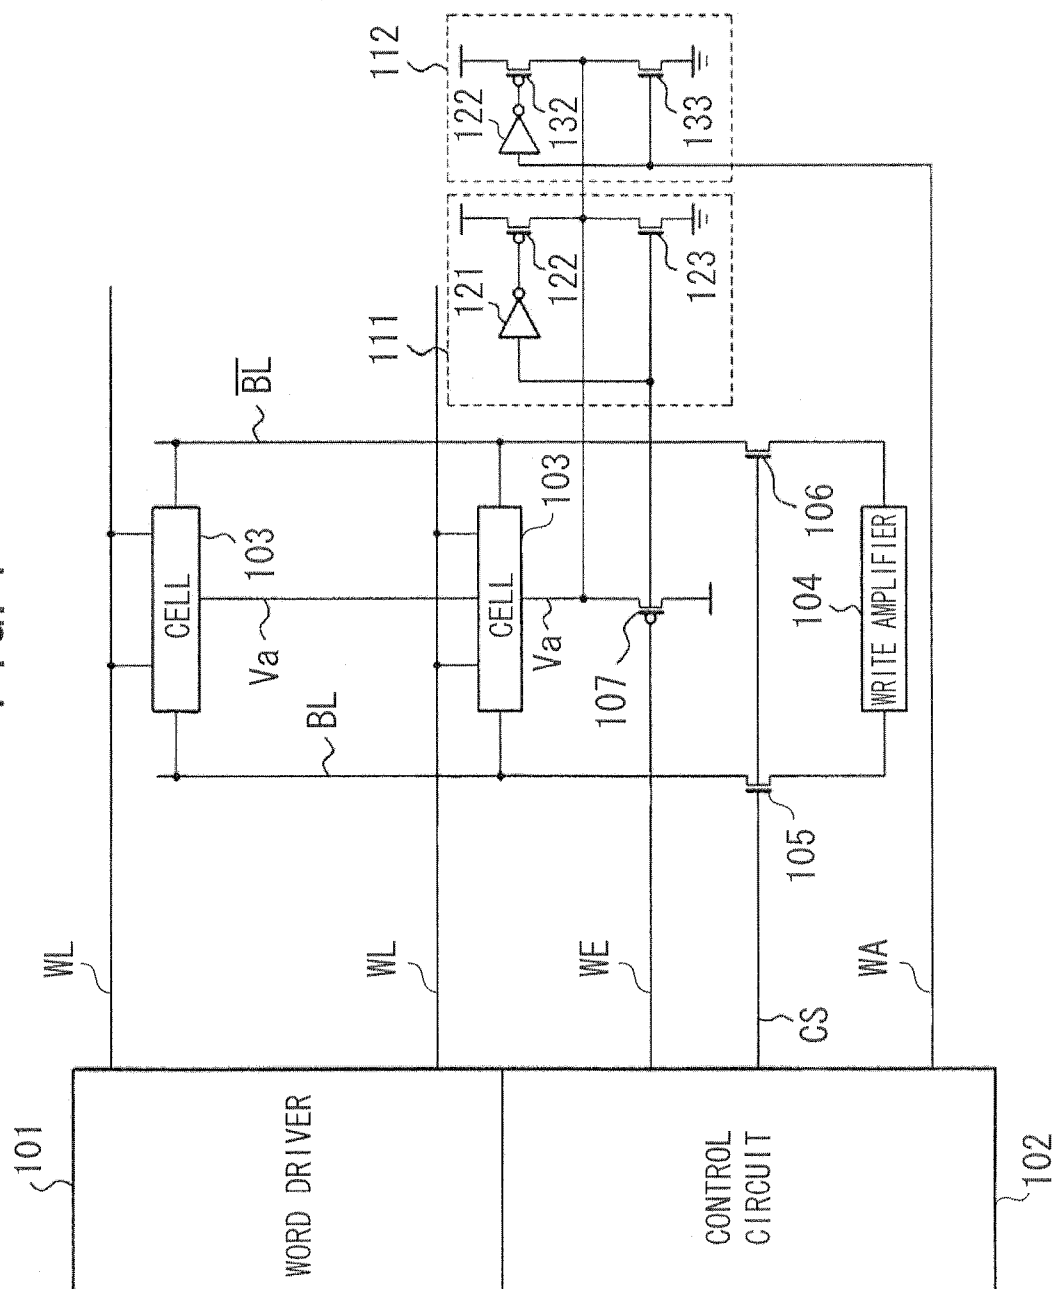 101
WORD DRIVER
CONTROL
CIRCUIT
102
WL
WL
WE
CS
WA
BL
B̅L̅
CELL
103
Va
CELL
103
Va
107
105
106
104
WRITE AMPLIFIER
111
121
122
123
112
122
132
133